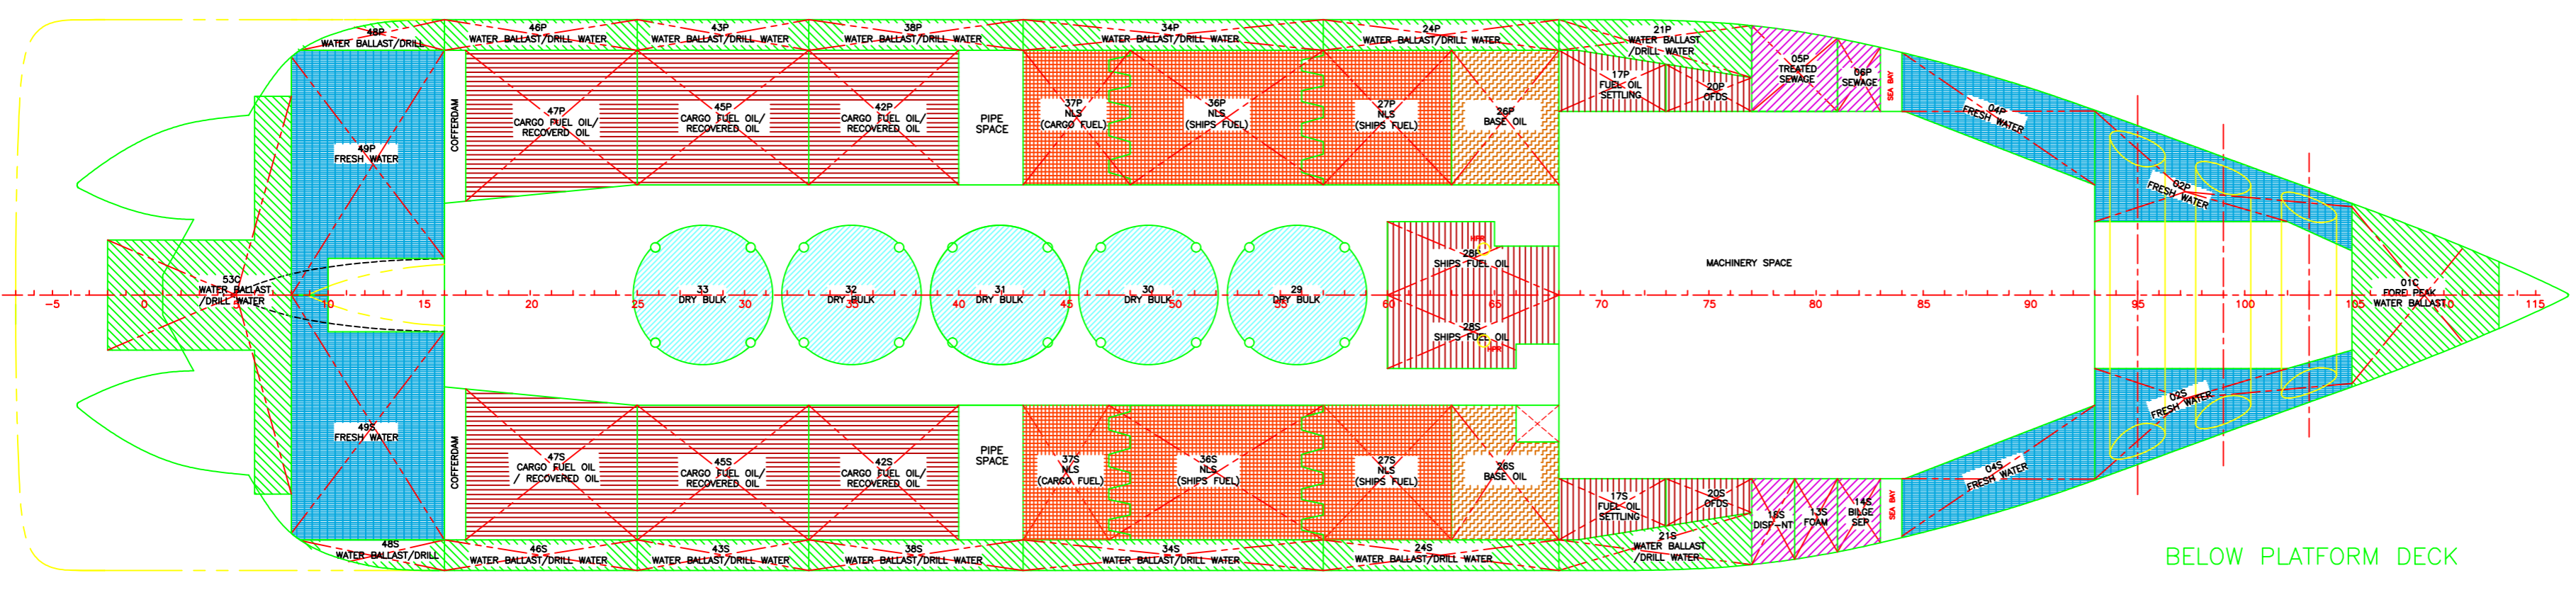 48P
WATER BALLAST/DRILL
46P
WATER BALLAST/DRILL WATER
43P
WATER BALLAST/DRILL WATER
38P
WATER BALLAST/DRILL WATER
34P
WATER BALLAST/DRILL WATER
24P
WATER BALLAST/DRILL WATER
21P
WATER BALLAST
/DRILL WATER
COFFERDAM
47P
CARGO FUEL OIL/
RECOVERD OIL
45P
CARGO FUEL OIL/
RECOVERED OIL
42P
CARGO FUEL OIL/
RECOVERED OIL
PIPE
SPACE
37P
NLS
(CARGO FUEL)
36P
NLS
(SHIPS FUEL)
27P
NLS
(SHIPS FUEL)
26P
BASE OIL
17P
FUEL OIL
SETTLING
20P
OFDS
05P
TREATED
SEWAGE
06P
SEWAGE
SEA BAY
04P
FRESH WATER
02P
FRESH WATER
49P
FRESH WATER
53C
WATER BALLAST
/DRILL WATER
33
DRY BULK
32
DRY BULK
31
DRY BULK
30
DRY BULK
29
DRY BULK
HPR
28P
SHIPS FUEL OIL
MACHINERY SPACE
01C
FORE PEAK
WATER BALLAST
-5 0 10 15 20 25 30 35 40 45 50 55 60 65 70 75 80 85 90 95 100 105 110 115
28S
SHIPS FUEL OIL
HPR
49S
FRESH WATER
COFFERDAM
47S
CARGO FUEL OIL
/ RECOVERED OIL
45S
CARGO FUEL OIL/
RECOVERED OIL
42S
CARGO FUEL OIL/
RECOVERED OIL
PIPE
SPACE
37S
NLS
(CARGO FUEL)
36S
NLS
(SHIPS FUEL)
27S
NLS
(SHIPS FUEL)
26S
BASE OIL
17S
FUEL OIL
SETTLING
20S
OFDS
DISP-NT
13S
FOAM
14S
BILGE
SEP
SEA BAY
04S
FRESH WATER
02S
FRESH WATER
48S
WATER BALLAST/DRILL
46S
WATER BALLAST/DRILL WATER
43S
WATER BALLAST/DRILL WATER
38S
WATER BALLAST/DRILL WATER
34S
WATER BALLAST/DRILL WATER
24S
WATER BALLAST/DRILL WATER
21S
WATER BALLAST
/DRILL WATER
BELOW PLATFORM DECK